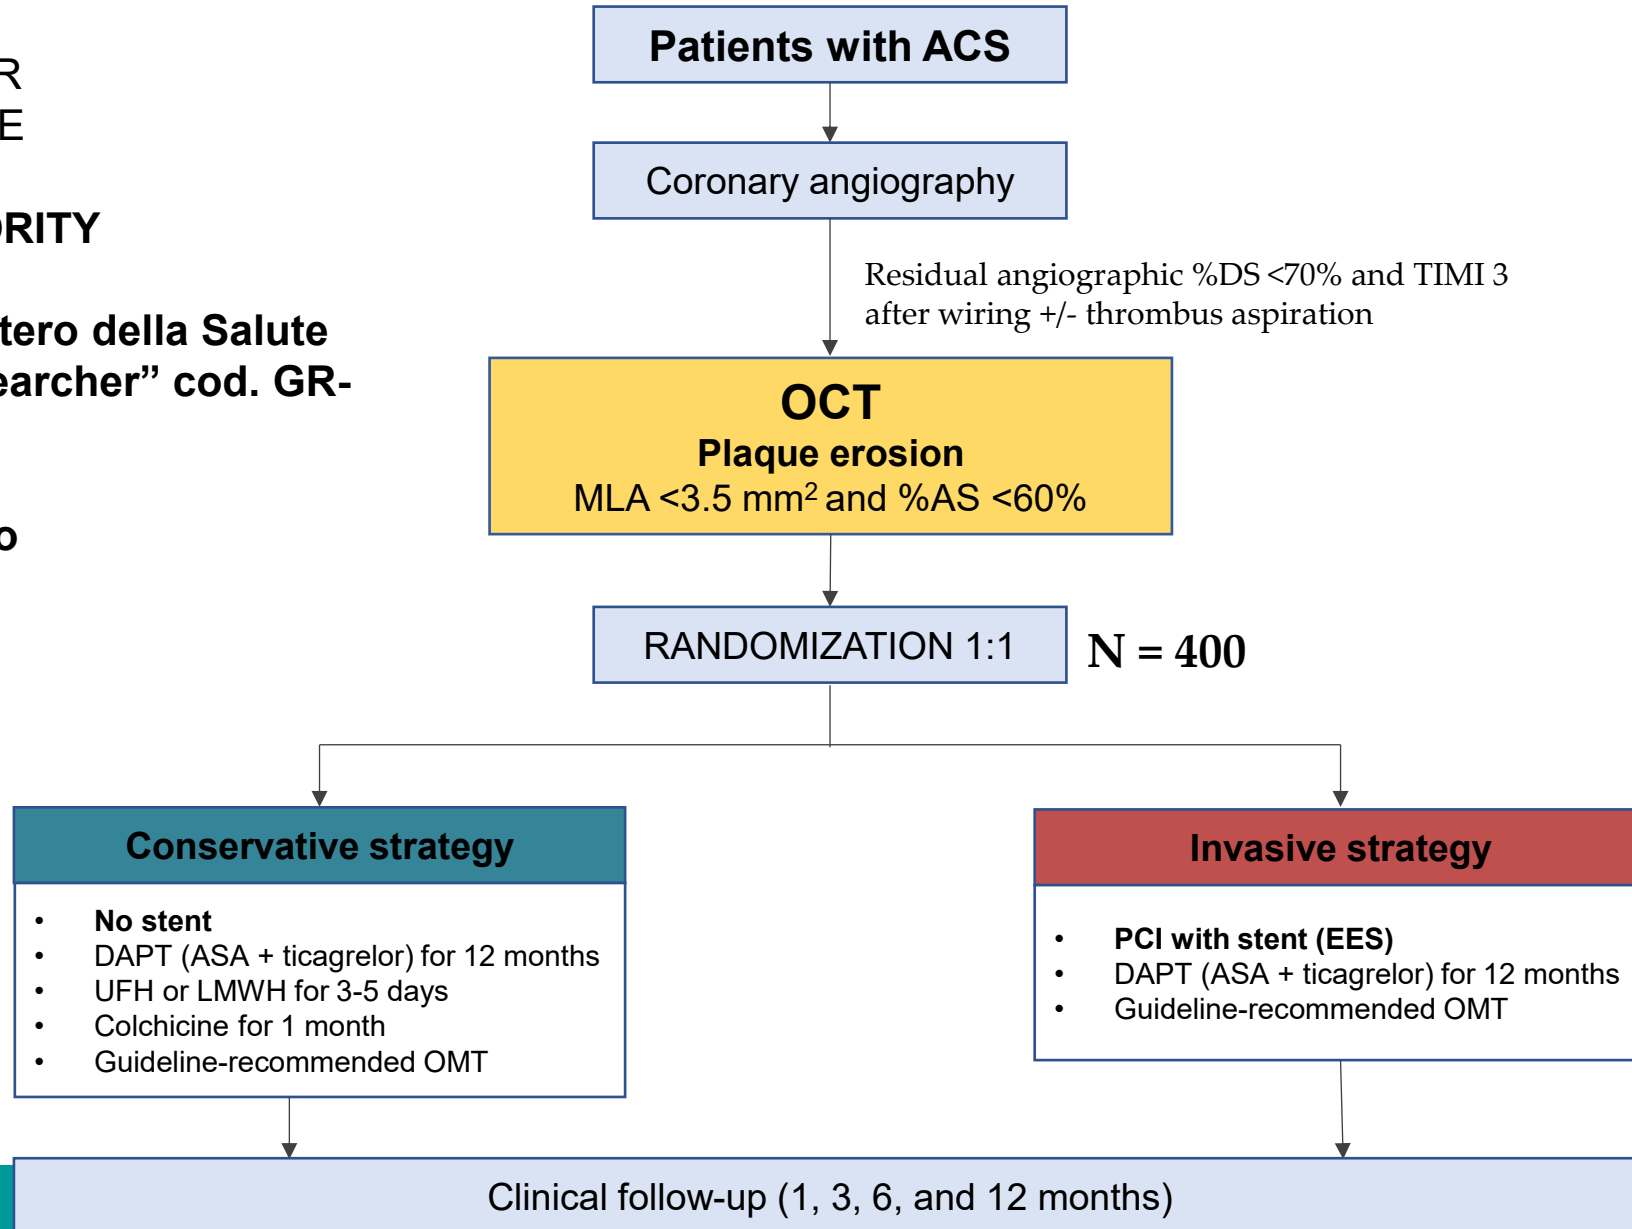 R
E
ORITY
tero della Salute
earcher” cod. GR-
o
Patients with ACS
Coronary angiography
Residual angiographic %DS <70% and TIMI 3
after wiring +/- thrombus aspiration
OCT
Plaque erosion
MLA <3.5 mm² and %AS <60%
RANDOMIZATION 1:1
N = 400
Conservative strategy
• No stent
• DAPT (ASA + ticagrelor) for 12 months
• UFH or LMWH for 3-5 days
• Colchicine for 1 month
• Guideline-recommended OMT
Invasive strategy
• PCI with stent (EES)
• DAPT (ASA + ticagrelor) for 12 months
• Guideline-recommended OMT
Clinical follow-up (1, 3, 6, and 12 months)